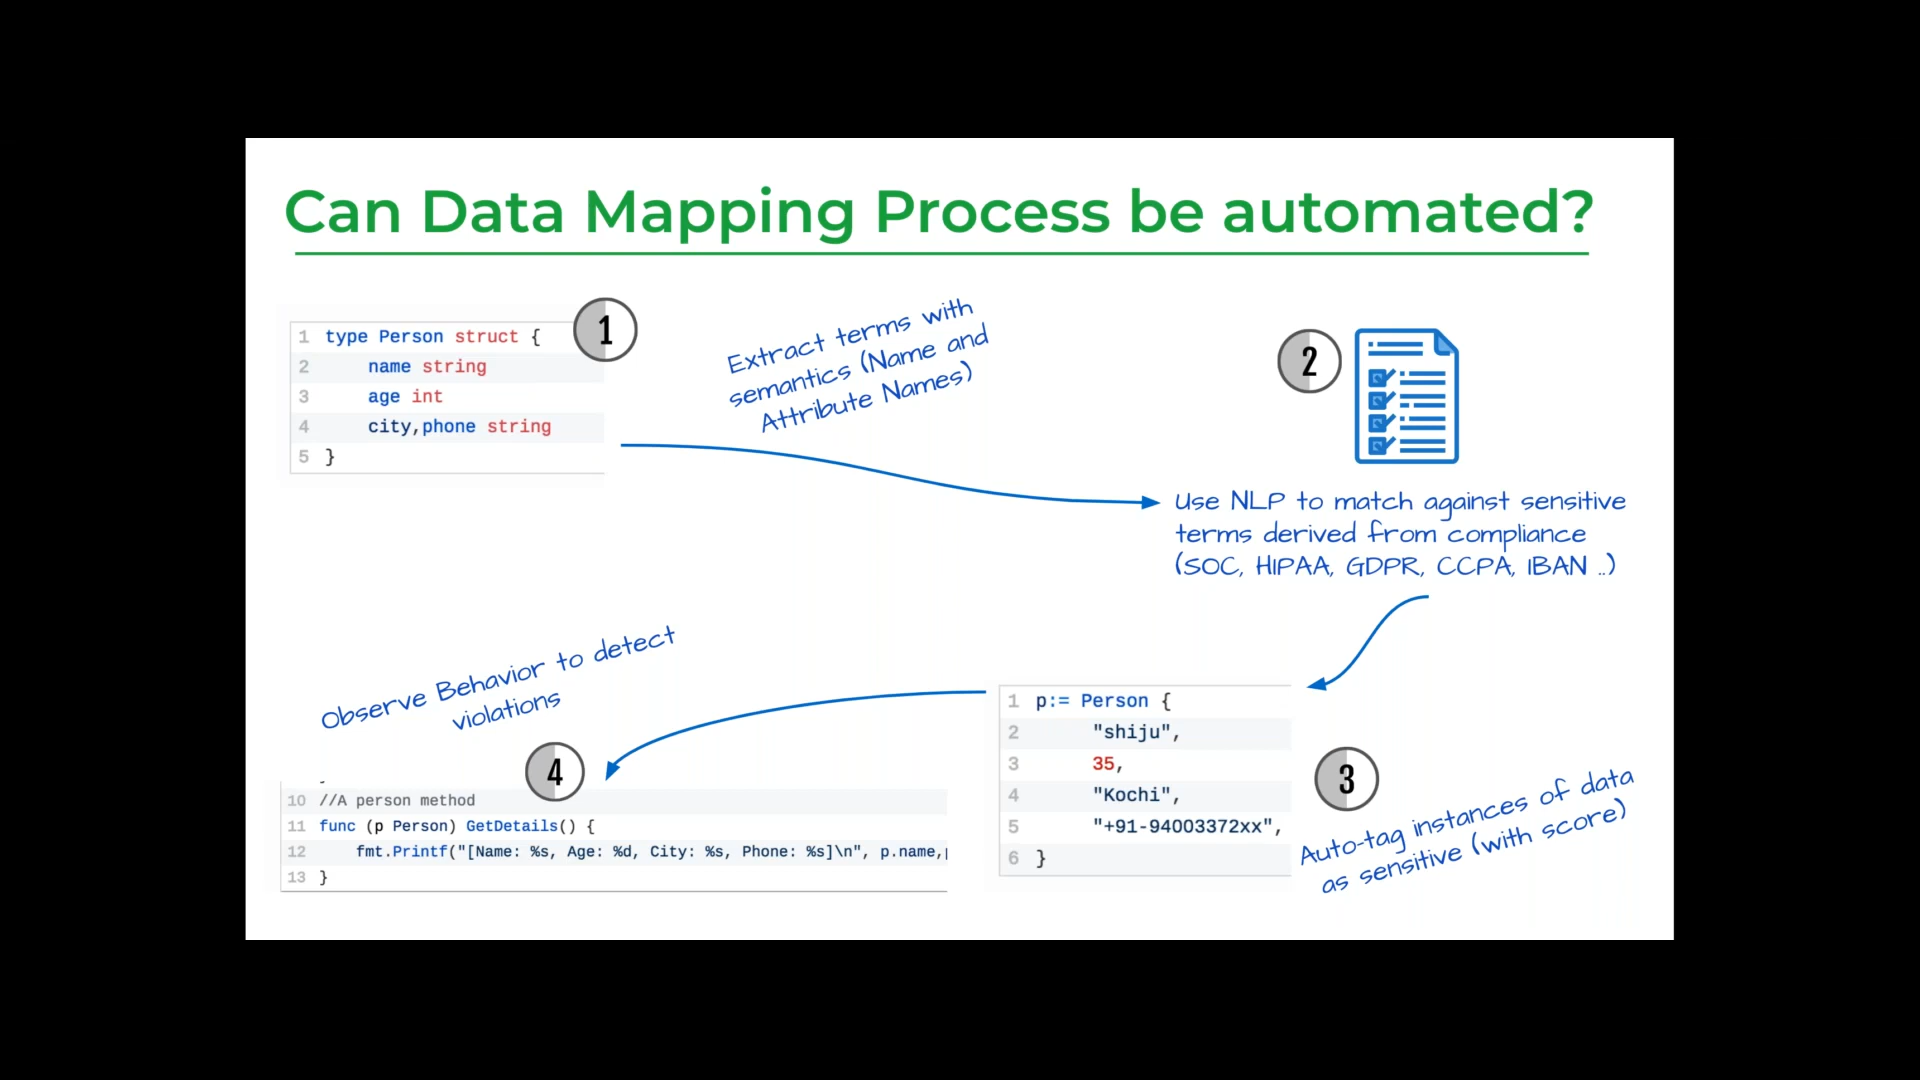 Can Data Mapping Process be automated?
1
1 type Person struct {
2 name string
3 age int
4 city,phone string
5 }
Extract terms with
semantics (Name and
Attribute Names)
2
Use NLP to match against sensitive
terms derived from compliance
(SOC, HIPAA, GDPR, CCPA, IBAN ..)
3
1 p:= Person {
2 "shiju",
3 35,
4 "Kochi",
5 "+91-94003372xx",
6 }
Auto-tag instances of data
as sensitive (with score)
Observe Behavior to detect
violations
4
10 //A person method
11 func (p Person) GetDetails() {
12 fmt.Printf("[Name: %s, Age: %d, City: %s, Phone: %s]\n", p.name,
13 }